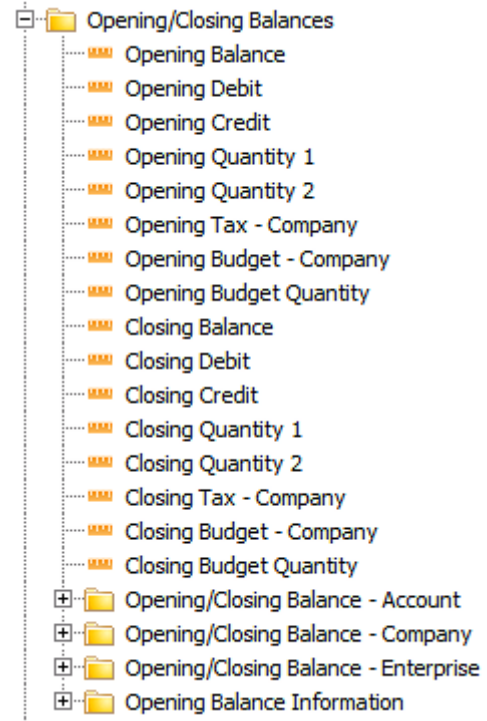 Opening/Closing Balances
Opening Balance
Opening Debit
Opening Credit
Opening Quantity 1
Opening Quantity 2
Opening Tax - Company
Opening Budget - Company
Opening Budget Quantity
Closing Balance
Closing Debit
Closing Credit
Closing Quantity 1
Closing Quantity 2
Closing Tax - Company
Closing Budget - Company
Closing Budget Quantity
Opening/Closing Balance - Account
Opening/Closing Balance - Company
Opening/Closing Balance - Enterprise
Opening Balance Information